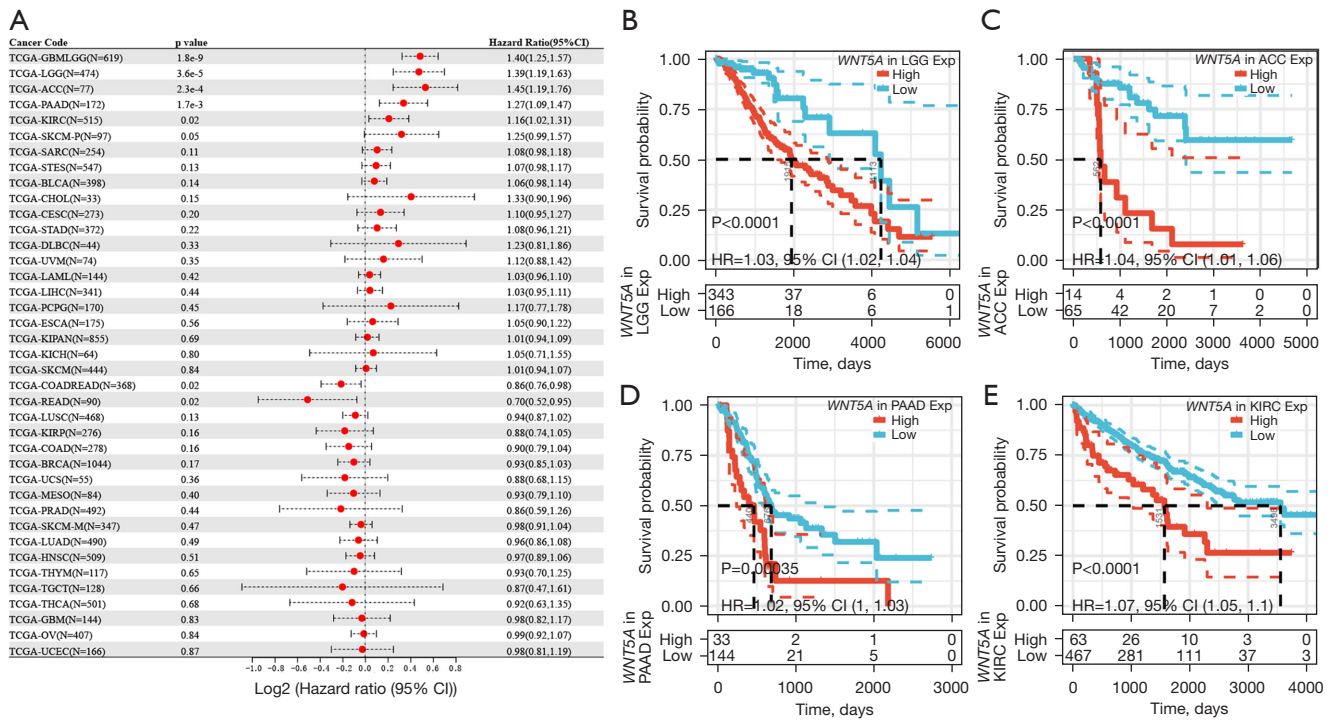 A
Cancer Code p value Hazard Ratio(95%CI)
TCGA-GBMLGG(N=619) 1.8e-9 1.40(1.25,1.57)
TCGA-LGG(N=474) 3.6e-5 1.39(1.19,1.63)
TCGA-ACC(N=77) 2.3e-4 1.45(1.19,1.76)
TCGA-PAAD(N=172) 1.7e-3 1.27(1.09,1.47)
TCGA-KIRC(N=515) 0.02 1.16(1.02,1.31)
TCGA-SKCM-P(N=97) 0.05 1.25(0.99,1.57)
TCGA-SARC(N=254) 0.11 1.08(0.98,1.18)
TCGA-STES(N=547) 0.13 1.07(0.98,1.17)
TCGA-BLCA(N=398) 0.14 1.06(0.98,1.14)
TCGA-CHOL(N=33) 0.15 1.33(0.90,1.96)
TCGA-CESC(N=273) 0.20 1.10(0.95,1.27)
TCGA-STAD(N=372) 0.22 1.08(0.96,1.21)
TCGA-DLBC(N=44) 0.33 1.23(0.81,1.86)
TCGA-UVM(N=74) 0.35 1.12(0.88,1.42)
TCGA-LAML(N=144) 0.42 1.03(0.96,1.10)
TCGA-LIHC(N=341) 0.44 1.03(0.95,1.11)
TCGA-PCPG(N=170) 0.45 1.17(0.77,1.78)
TCGA-ESCA(N=175) 0.56 1.05(0.90,1.22)
TCGA-KIPAN(N=855) 0.69 1.01(0.94,1.09)
TCGA-KICH(N=64) 0.80 1.05(0.71,1.55)
TCGA-SKCM(N=444) 0.84 1.01(0.94,1.07)
TCGA-COADREAD(N=368) 0.02 0.86(0.76,0.98)
TCGA-READ(N=90) 0.02 0.70(0.52,0.95)
TCGA-LUSC(N=468) 0.13 0.94(0.87,1.02)
TCGA-KIRP(N=276) 0.16 0.88(0.74,1.05)
TCGA-COAD(N=278) 0.16 0.90(0.79,1.04)
TCGA-BRCA(N=1044) 0.17 0.93(0.85,1.03)
TCGA-UCS(N=55) 0.36 0.88(0.68,1.15)
TCGA-MESO(N=84) 0.40 0.93(0.79,1.10)
TCGA-PRAD(N=492) 0.44 0.86(0.59,1.26)
TCGA-SKCM-M(N=347) 0.47 0.98(0.91,1.04)
TCGA-LUAD(N=490) 0.49 0.96(0.86,1.08)
TCGA-HNSC(N=509) 0.51 0.97(0.89,1.06)
TCGA-THYM(N=117) 0.65 0.93(0.70,1.25)
TCGA-TGCT(N=128) 0.66 0.87(0.47,1.61)
TCGA-THCA(N=501) 0.68 0.92(0.63,1.35)
TCGA-GBM(N=144) 0.83 0.98(0.82,1.17)
TCGA-OV(N=407) 0.84 0.99(0.92,1.07)
TCGA-UCEC(N=166) 0.87 0.98(0.81,1.19)
-1.0 -0.8 -0.6 -0.4 -0.2 0.0 0.2 0.4 0.6 0.8
Log2 (Hazard ratio (95% CI))
B
WNT5A in LGG Exp
High
Low
Survival probability
1.00
0.75
0.50
0.25
0.00
P<0.0001
HR=1.03, 95% CI (1.02, 1.04)
WNT5A in
LGG Exp
High 343 37 6 0
Low 166 18 6 1
0 2000 4000 6000
Time, days
C
WNT5A in ACC Exp
High
Low
Survival probability
1.00
0.75
0.50
0.25
0.00
P<0.0001
HR=1.04, 95% CI (1.01, 1.06)
WNT5A in
ACC Exp
High 14 4 2 1 0 0
Low 65 42 20 7 2 0
0 1000 2000 3000 4000 5000
Time, days
D
WNT5A in PAAD Exp
High
Low
Survival probability
1.00
0.75
0.50
0.25
0.00
P=0.00035
HR=1.02, 95% CI (1, 1.03)
WNT5A in
PAAD Exp
High 33 2 1 0
Low 144 21 5 0
0 1000 2000 3000
Time, days
E
WNT5A in KIRC Exp
High
Low
Survival probability
1.00
0.75
0.50
0.25
0.00
1531
P<0.0001
HR=1.07, 95% CI (1.05, 1.1)
WNT5A in
KIRC Exp
High 63 26 10 3 0
Low 467 281 111 37 3
0 1000 2000 3000 4000
Time, days